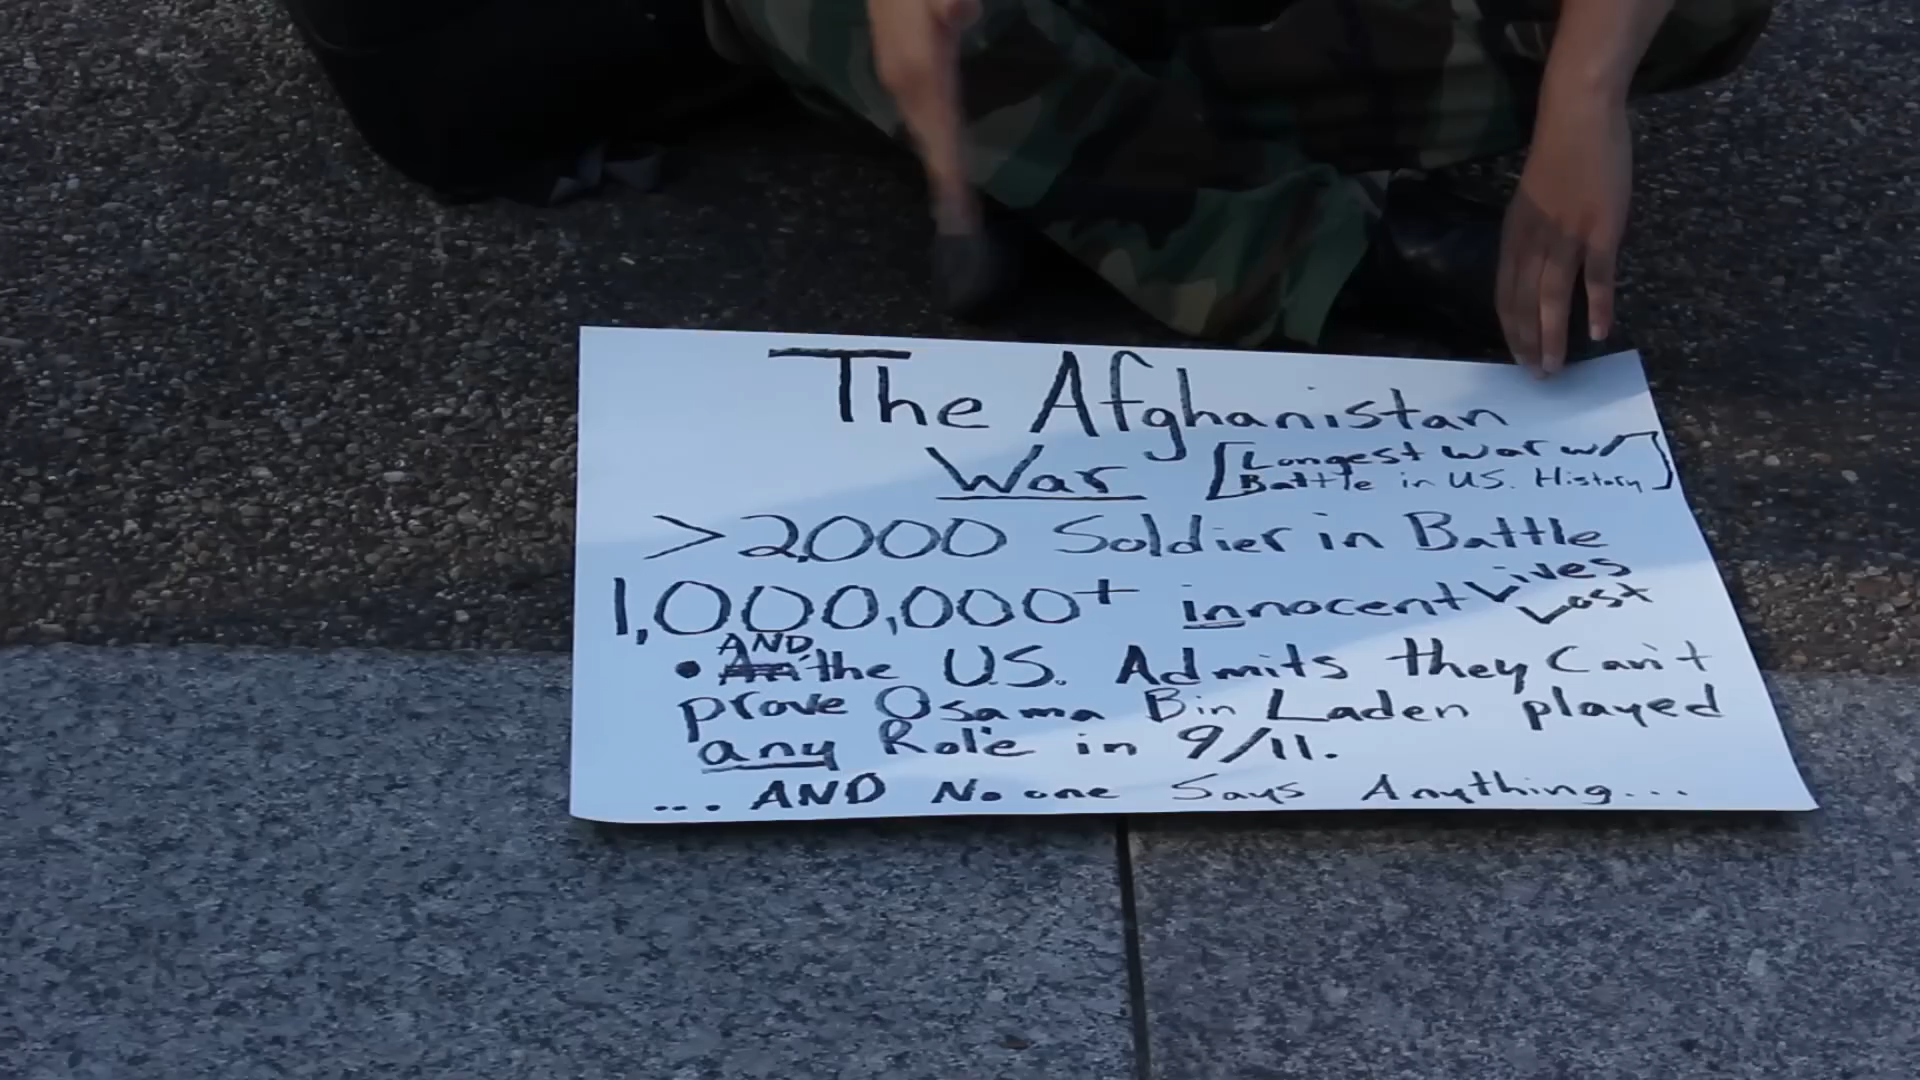 The Afghanistan
War [Longest war w/
Battle in US. History]
>2,000 Soldier in Battle
1,000,000+ innocent Lives
Lost
AND
• the US. Admits they Can't
prove Osama Bin Laden played
any Role in 9/11.
... AND No one Says Anything...